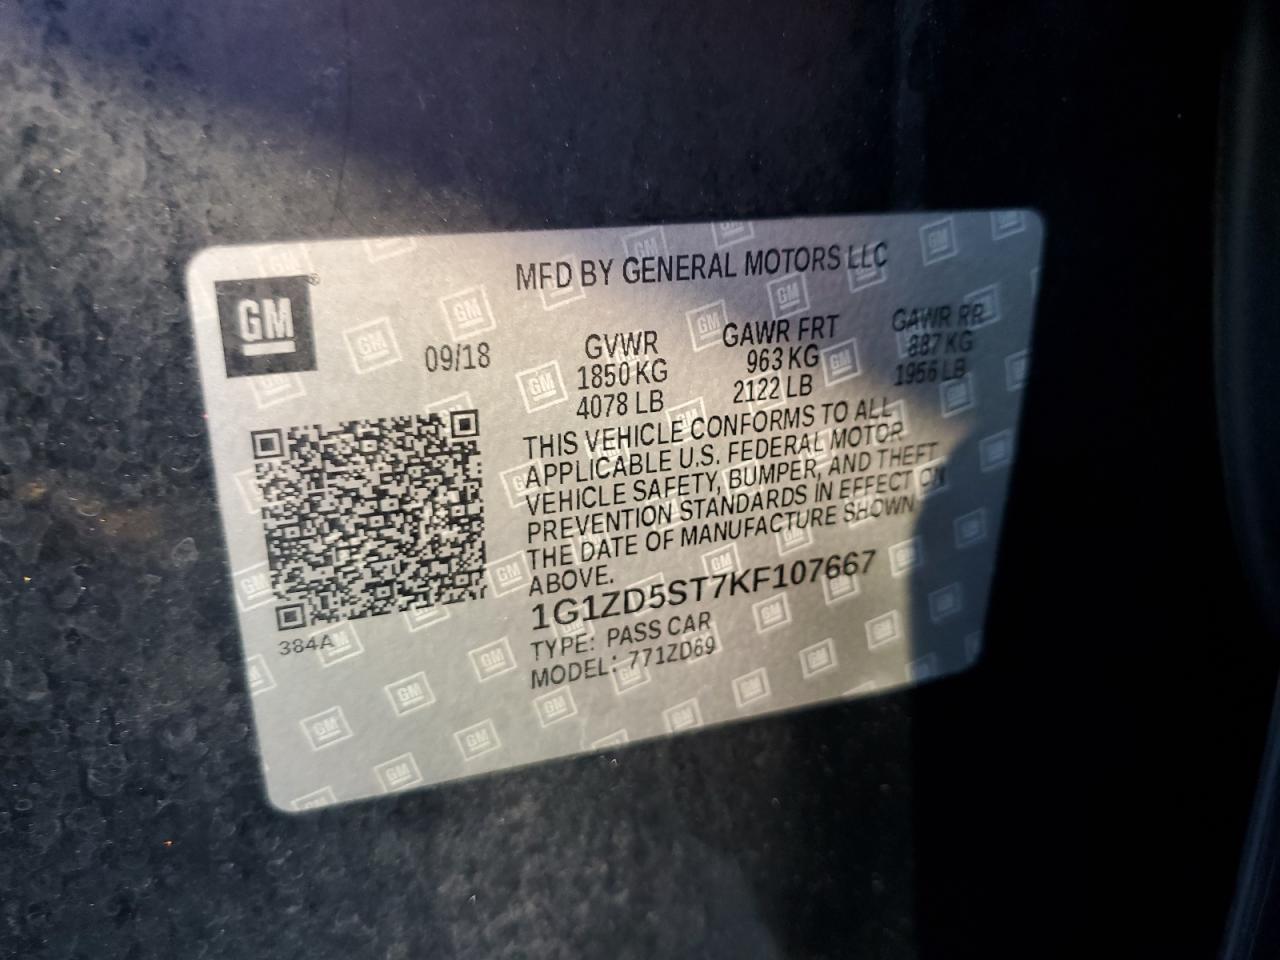 GM
MFD BY GENERAL MOTORS LLC
09/18
GVWR
1850 KG
4078 LB
GAWR FRT
963 KG
2122 LB
GAWR RR
887 KG
1956 LB
THIS VEHICLE CONFORMS TO ALL
APPLICABLE U.S. FEDERAL MOTOR
VEHICLE SAFETY, BUMPER, AND THEFT
PREVENTION STANDARDS IN EFFECT ON
THE DATE OF MANUFACTURE SHOWN
ABOVE.
1G1ZD5ST7KF107667
TYPE: PASS CAR
MODEL: 771ZD69
384A